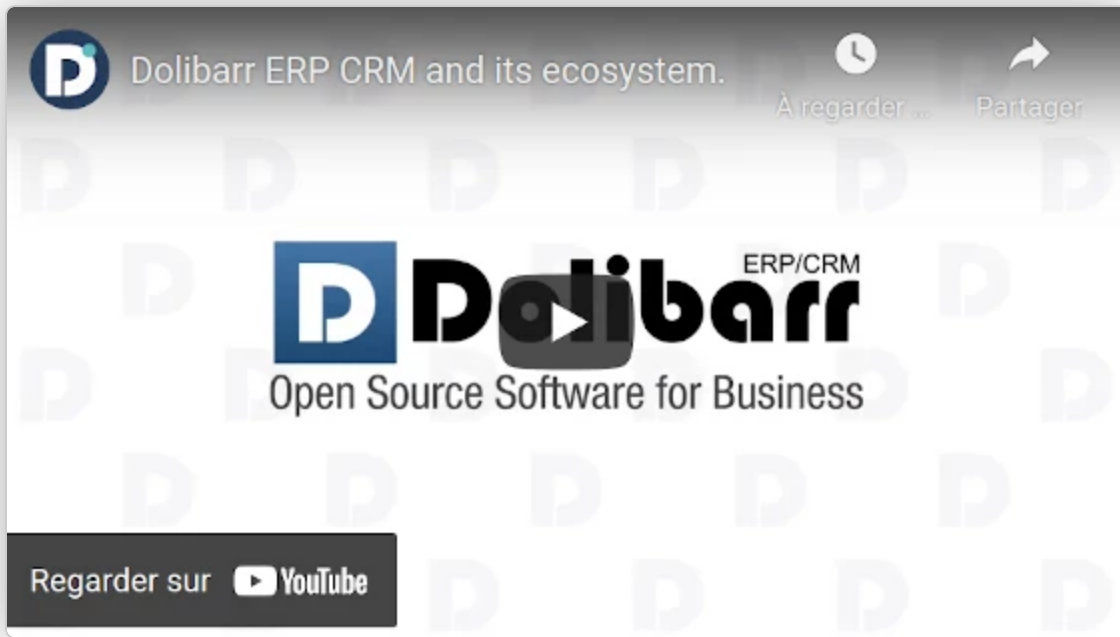 Dolibarr ERP CRM and its ecosystem.
À regarder ...
Partager
ERP/CRM
Dolibarr
Open Source Software for Business
Regarder sur YouTube